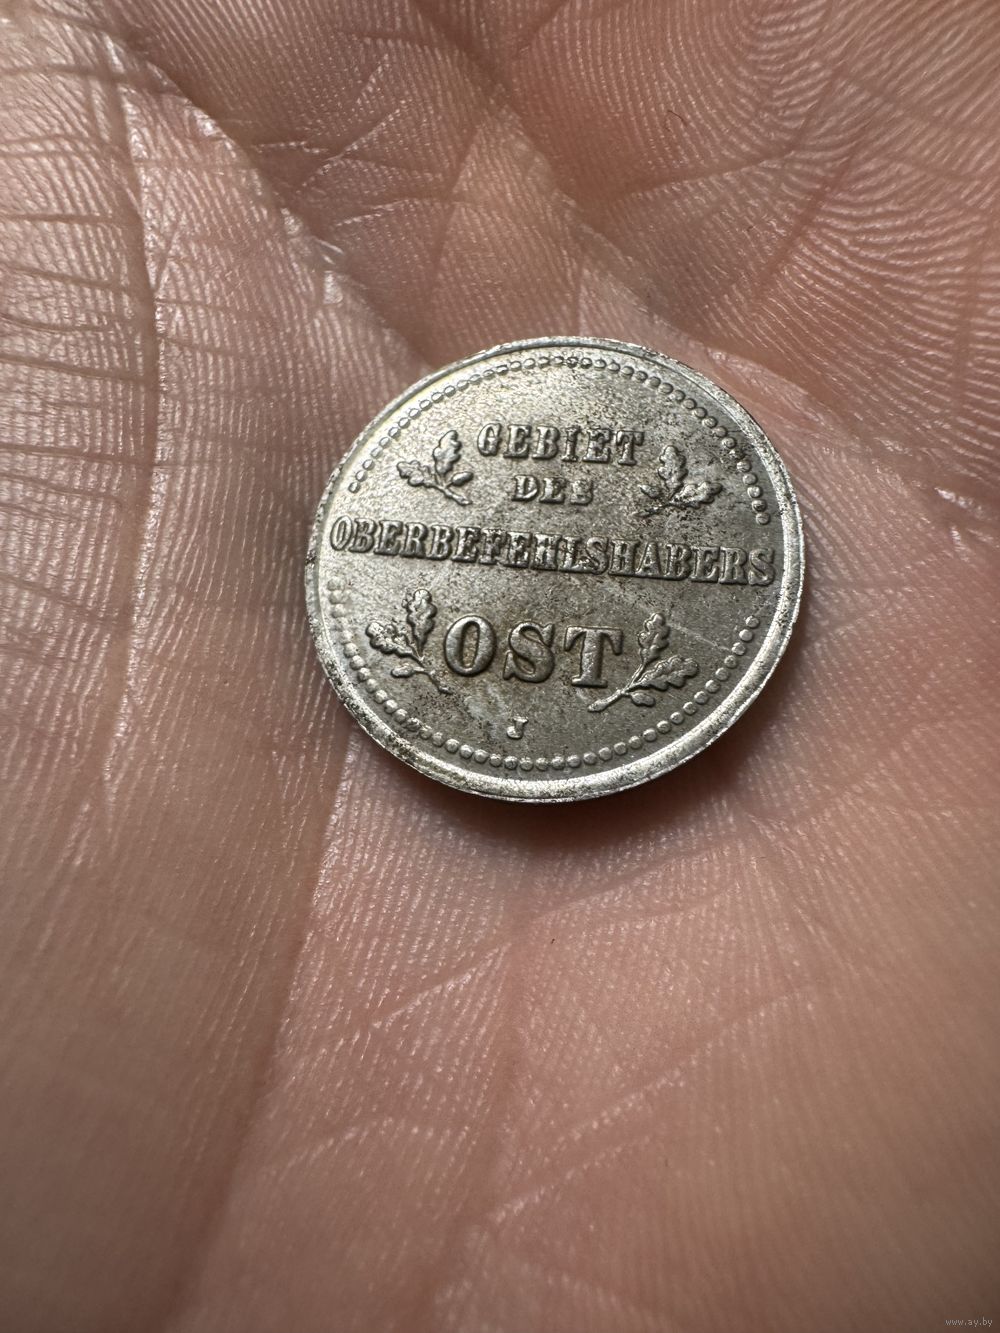 GEBIET
DES
OBERBEFEHLSHABERS
OST
J
www.ay.by